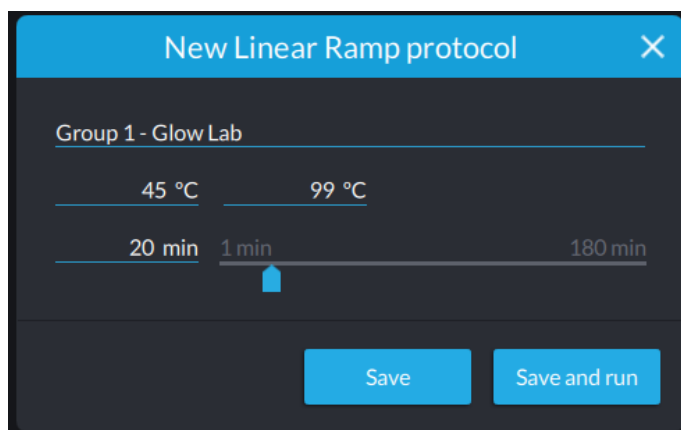 New Linear Ramp protocol
Group 1 - Glow Lab
45 °C 99 °C
20 min 1 min 180 min
Save Save and run